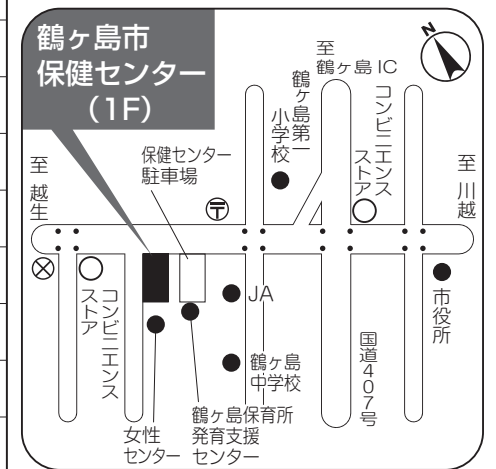 鶴ヶ島市
保健センター
(1F)
N
至
鶴ヶ島 IC
鶴ヶ島第一
小学校
コンビニエンス
ストア
至 川越
至 越生
保健センター
駐車場
〒
コンビニエンス
ストア
JA
市役所
鶴ヶ島
中学校
国道407号
鶴ヶ島保育所
発育支援
センター
女性
センター